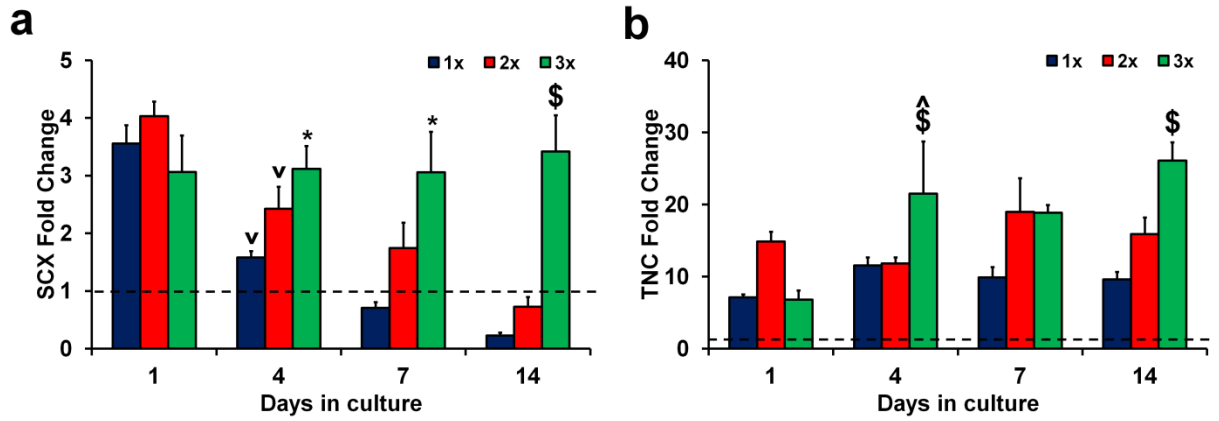 a
5
4
3
2
1
0
SCX Fold Change
1x 2x 3x
v
v
*
*
$
1 4 7 14
Days in culture
b
40
30
20
10
0
TNC Fold Change
1x 2x 3x
^
$
$
1 4 7 14
Days in culture